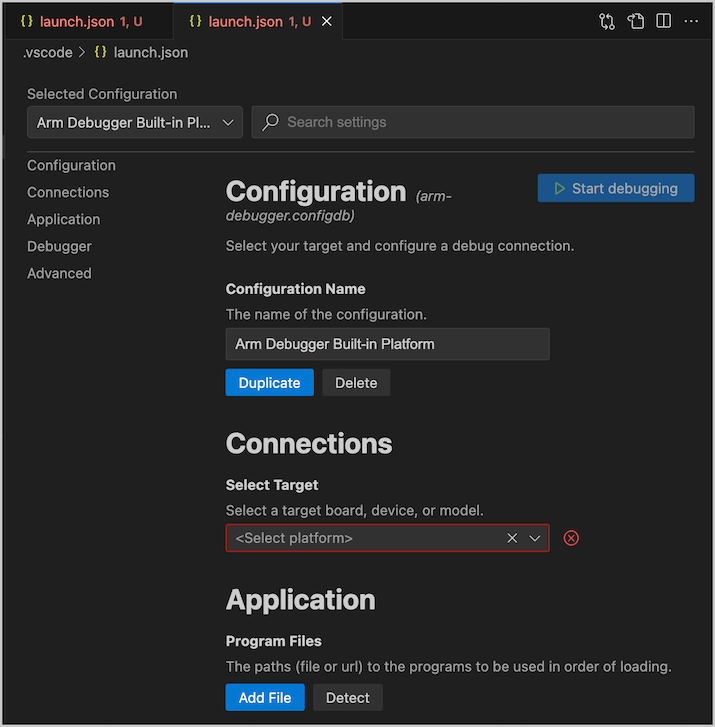 {} launch.json 1, U
{} launch.json 1, U
.vscode > {} launch.json
Selected Configuration
Arm Debugger Built-in Pl...
Search settings
Configuration
Connections
Application
Debugger
Advanced
Configuration (arm-
debugger.configdb)
Start debugging
Select your target and configure a debug connection.
Configuration Name
The name of the configuration.
Arm Debugger Built-in Platform
Duplicate
Delete
Connections
Select Target
Select a target board, device, or model.
<Select platform>
Application
Program Files
The paths (file or url) to the programs to be used in order of loading.
Add File
Detect